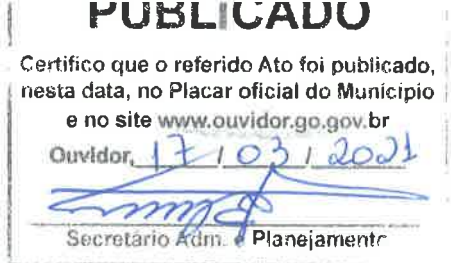 PUBLICADO
Certifico que o referido Ato foi publicado,
nesta data, no Placar oficial do Município
e no site www.ouvidor.go.gov.br
Ouvidor, 17 / 03 / 2021
Secretário Adm. e Planejamento